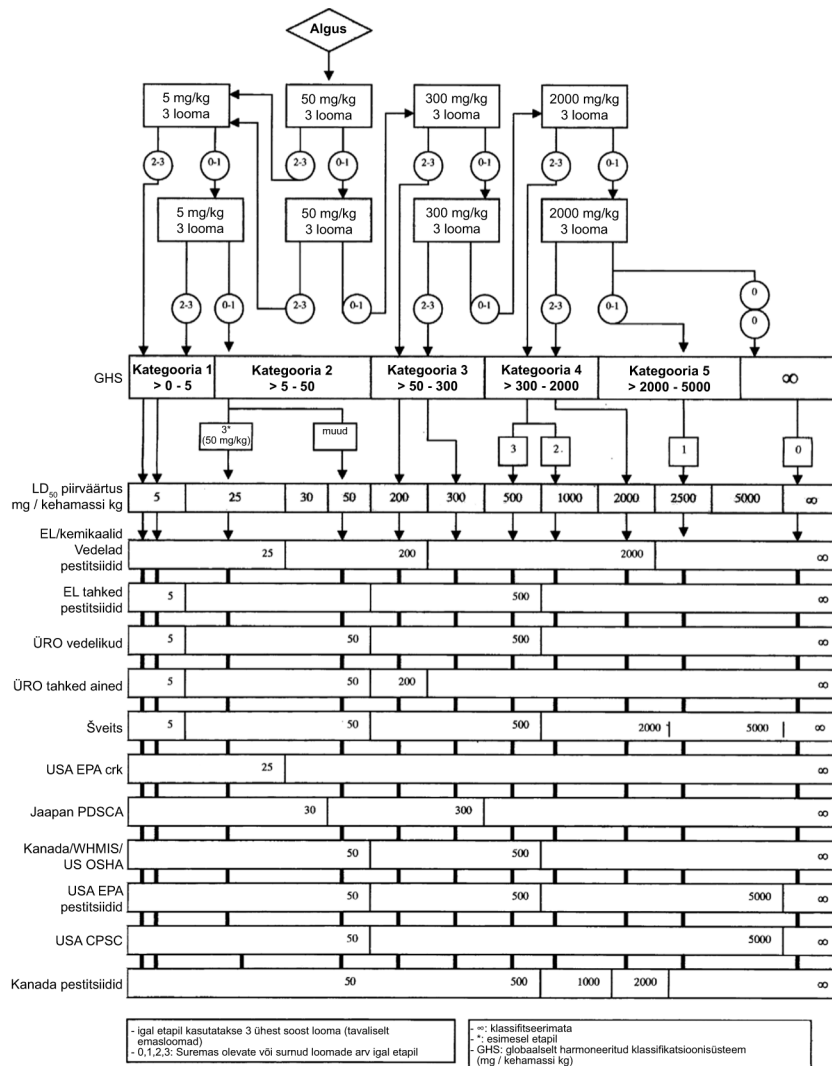 Algus
5 mg/kg
3 looma
50 mg/kg
3 looma
300 mg/kg
3 looma
2000 mg/kg
3 looma
2-3
0-1
2-3
0-1
2-3
0-1
2-3
0-1
5 mg/kg
3 looma
50 mg/kg
3 looma
300 mg/kg
3 looma
2000 mg/kg
3 looma
2-3
0-1
2-3
0-1
2-3
0-1
2-3
0-1
0
0
GHS
Kategooria 1
> 0 - 5
Kategooria 2
> 5 - 50
Kategooria 3
> 50 - 300
Kategooria 4
> 300 - 2000
Kategooria 5
> 2000 - 5000
∞
3*
(50 mg/kg)
muud
3
2.
1
0
LD50 piirväärtus
mg / kehamassi kg
5 25 30 50 200 300 500 1000 2000 2500 5000 ∞
EL/kemikaalid
Vedelad
pestitsiidid
25 200 2000 ∞
EL tahked
pestitsiidid
5 500 ∞
ÜRO vedelikud
5 50 500 ∞
ÜRO tahked ained
5 50 200 ∞
Šveits
5 50 500 2000 5000 ∞
USA EPA crk
25 ∞
Jaapan PDSCA
30 300 ∞
Kanada/WHMIS/
US OSHA
50 500 ∞
USA EPA
pestitsiidid
50 500 5000 ∞
USA CPSC
50 5000 ∞
Kanada pestitsiidid
50 500 1000 2000 ∞
- igal etapil kasutatakse 3 ühest soost looma (tavaliselt
emasloomad)
- 0,1,2,3: Suremas olevate või surnud loomade arv igal etapil
- ∞: klassifitseerimata
- *: esimesel etapil
- GHS: globaalselt harmoneeritud klassifikatsioonisüsteem
(mg / kehamassi kg)